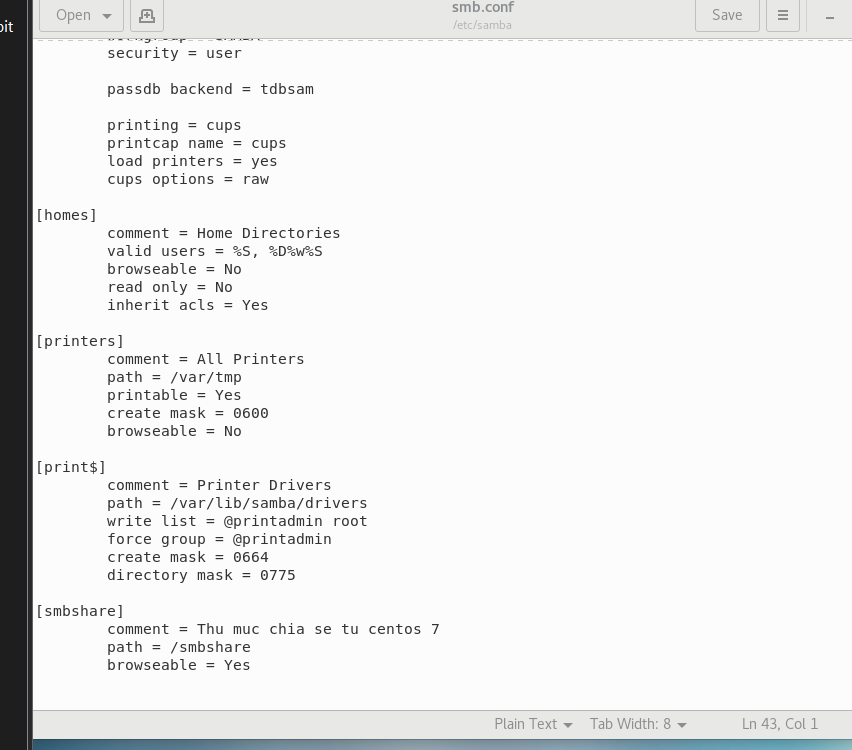 bit
Open
smb.conf
/etc/samba
Save
security = user
passdb backend = tdbsam
printing = cups
printcap name = cups
load printers = yes
cups options = raw
[homes]
comment = Home Directories
valid users = %S, %D%w%S
browseable = No
read only = No
inherit acls = Yes
[printers]
comment = All Printers
path = /var/tmp
printable = Yes
create mask = 0600
browseable = No
[print$]
comment = Printer Drivers
path = /var/lib/samba/drivers
write list = @printadmin root
force group = @printadmin
create mask = 0664
directory mask = 0775
[smbshare]
comment = Thu muc chia se tu centos 7
path = /smbshare
browseable = Yes
Plain Text
Tab Width: 8
Ln 43, Col 1